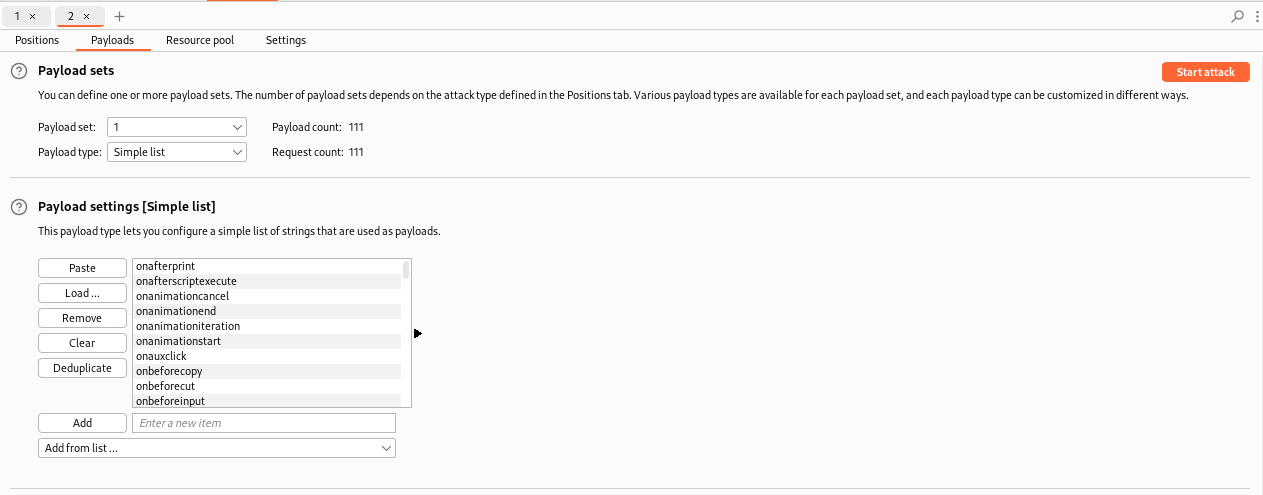 1 × 2 × +
Positions Payloads Resource pool Settings
? Payload sets
Start attack
You can define one or more payload sets. The number of payload sets depends on the attack type defined in the Positions tab. Various payload types are available for each payload set, and each payload type can be customized in different ways.
Payload set: 1 Payload count: 111
Payload type: Simple list Request count: 111
? Payload settings [Simple list]
This payload type lets you configure a simple list of strings that are used as payloads.
Paste
Load ...
Remove
Clear
Deduplicate
onafterprint
onafterscriptexecute
onanimationcancel
onanimationend
onanimationiteration
onanimationstart
onauxclick
onbeforecopy
onbeforecut
onbeforeinput
Add Enter a new item
Add from list ...